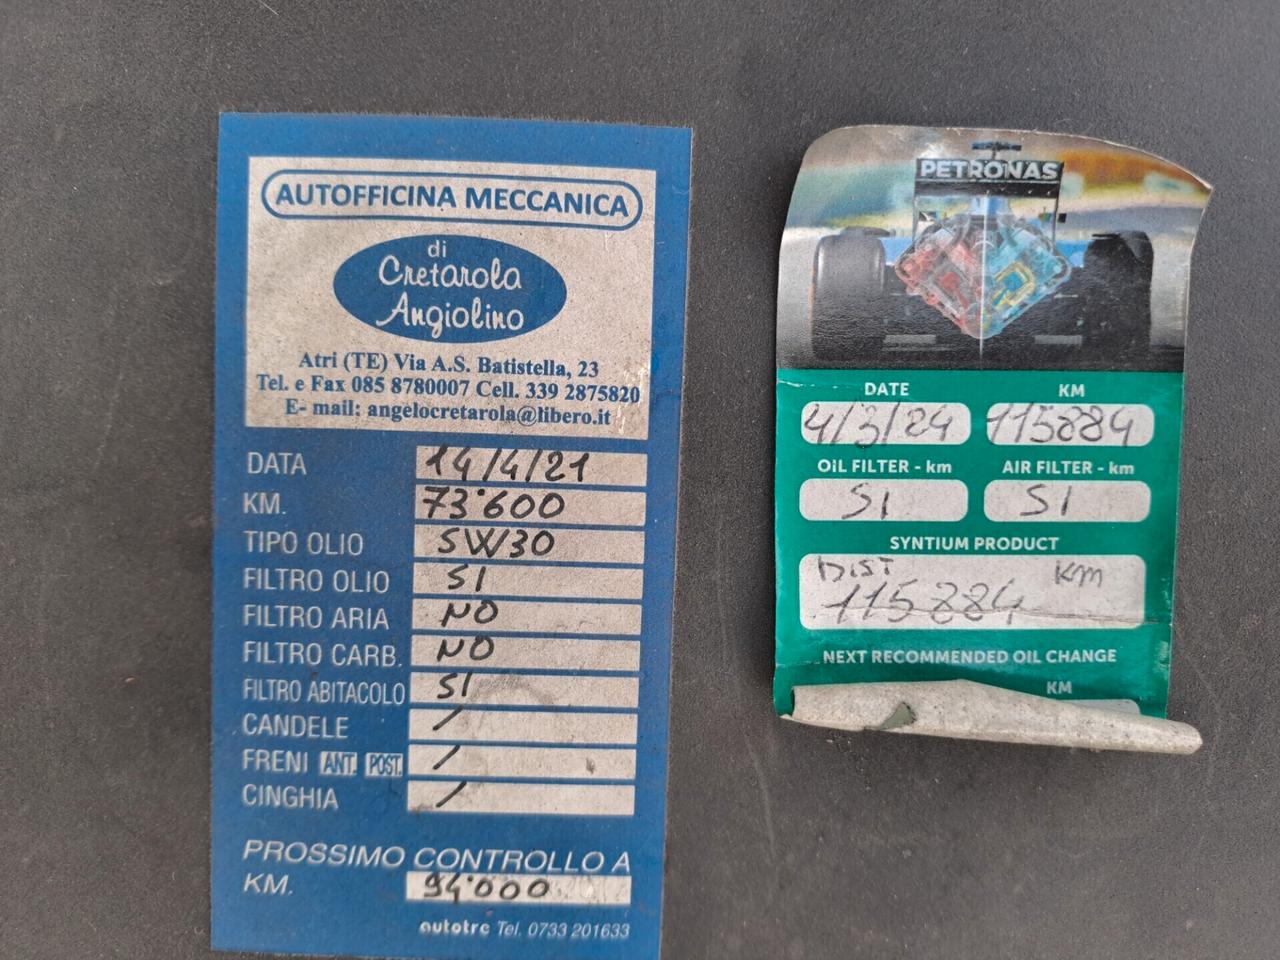 AUTOFFICINA MECCANICA
di
Cretarola
Angiolino
Atri (TE) Via A.S. Batistella, 23
Tel. e Fax 085 8780007 Cell. 339 2875820
E- mail: angelocretarola@libero.it
DATA 14/4/21
KM. 73'600
TIPO OLIO 5W30
FILTRO OLIO SI
FILTRO ARIA NO
FILTRO CARB. NO
FILTRO ABITACOLO SI
CANDELE /
FRENI ANT. POST. /
CINGHIA /
PROSSIMO CONTROLLO A
KM. 94'000
autotre Tel. 0733 201633
PETRONAS
DATE KM
4/3/24 115884
OIL FILTER - km AIR FILTER - km
SI SI
SYNTIUM PRODUCT
DIST KM
115884
NEXT RECOMMENDED OIL CHANGE
KM